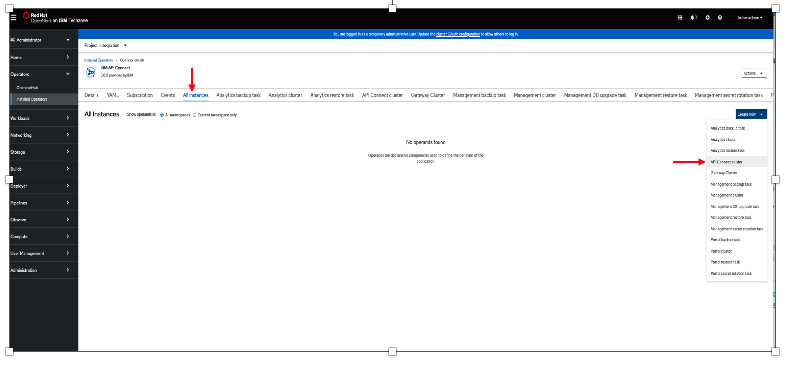 Red Hat
OpenShift on IBM Techzone
kube:admin
You are logged in as a temporary administrative user. Update the cluster OAuth configuration to allow others to log in.
Administrator
Home
Operators
OperatorHub
Installed Operators
Workloads
Networking
Storage
Builds
Pipelines
Observe
Compute
User Management
Administration
Project: integration
Installed Operators > Operator details
IBM API Connect
provided by IBM
Actions
Details YAML Subscription Events All instances Analytics backup task Analytics cluster Analytics restore task API Connect cluster Gateway Cluster Management backup task Management cluster Management DB upgrade task Management restore task Management secret rotation task
All Instances Show operands in: All namespaces Current namespace only
Create new
No operands found
Operands are declarative components used to define the behavior of the
application.
Analytics backup task
Analytics cluster
Analytics restore task
API Connect cluster
Gateway Cluster
Management backup task
Management cluster
Management DB upgrade task
Management restore task
Management secret rotation task
Portal backup task
Portal cluster
Portal restore task
Portal secret rotation task